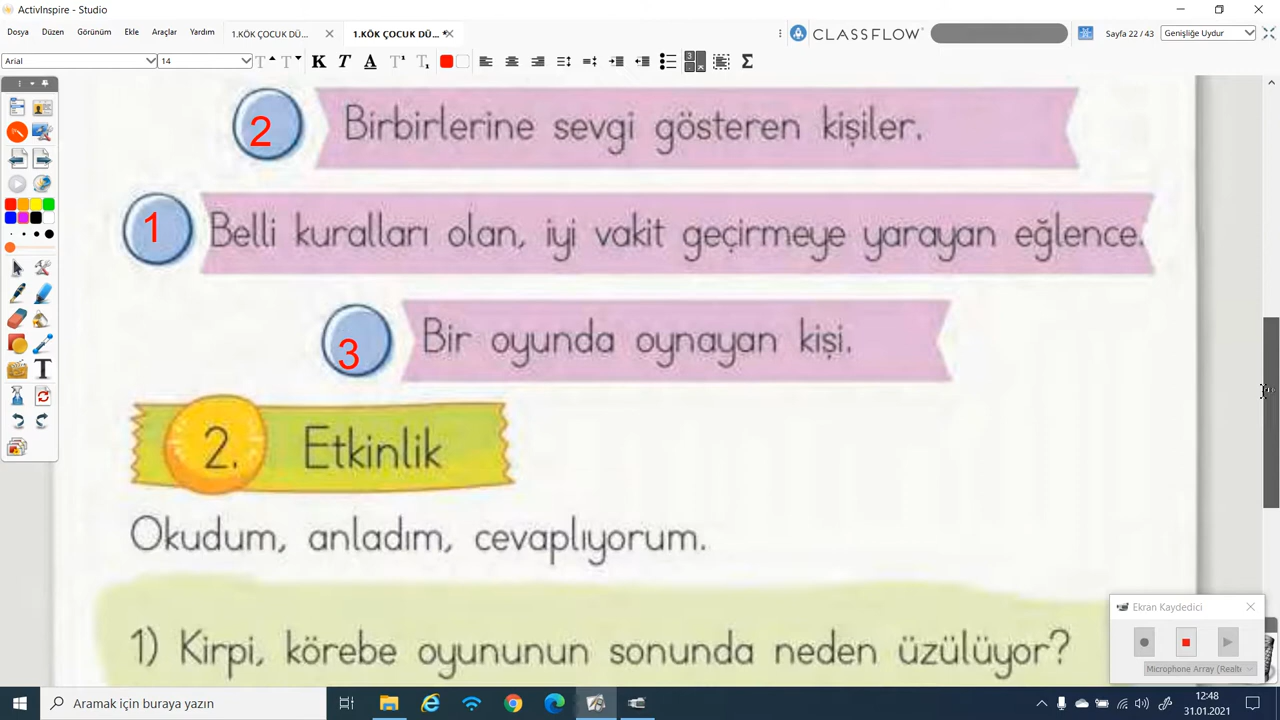 ActivInspire - Studio
Dosya Düzen Görünüm Ekle Araçlar Yardım
1.KÖK ÇOCUK DÜ... 1.KÖK ÇOCUK DÜ...*
CLASSFLOW
Sayfa 22 / 43 Genişliğe Uydur
Arial 14
2 Birbirlerine sevgi gösteren kişiler.
1 Belli kuralları olan, iyi vakit geçirmeye yarayan eğlence.
3 Bir oyunda oynayan kişi.
2. Etkinlik
Okudum, anladım, cevaplıyorum.
1) Kirpi, körebe oyununun sonunda neden üzülüyor?
Ekran Kaydedici
Microphone Array (Realte
Aramak için buraya yazın
12:48
31.01.2021